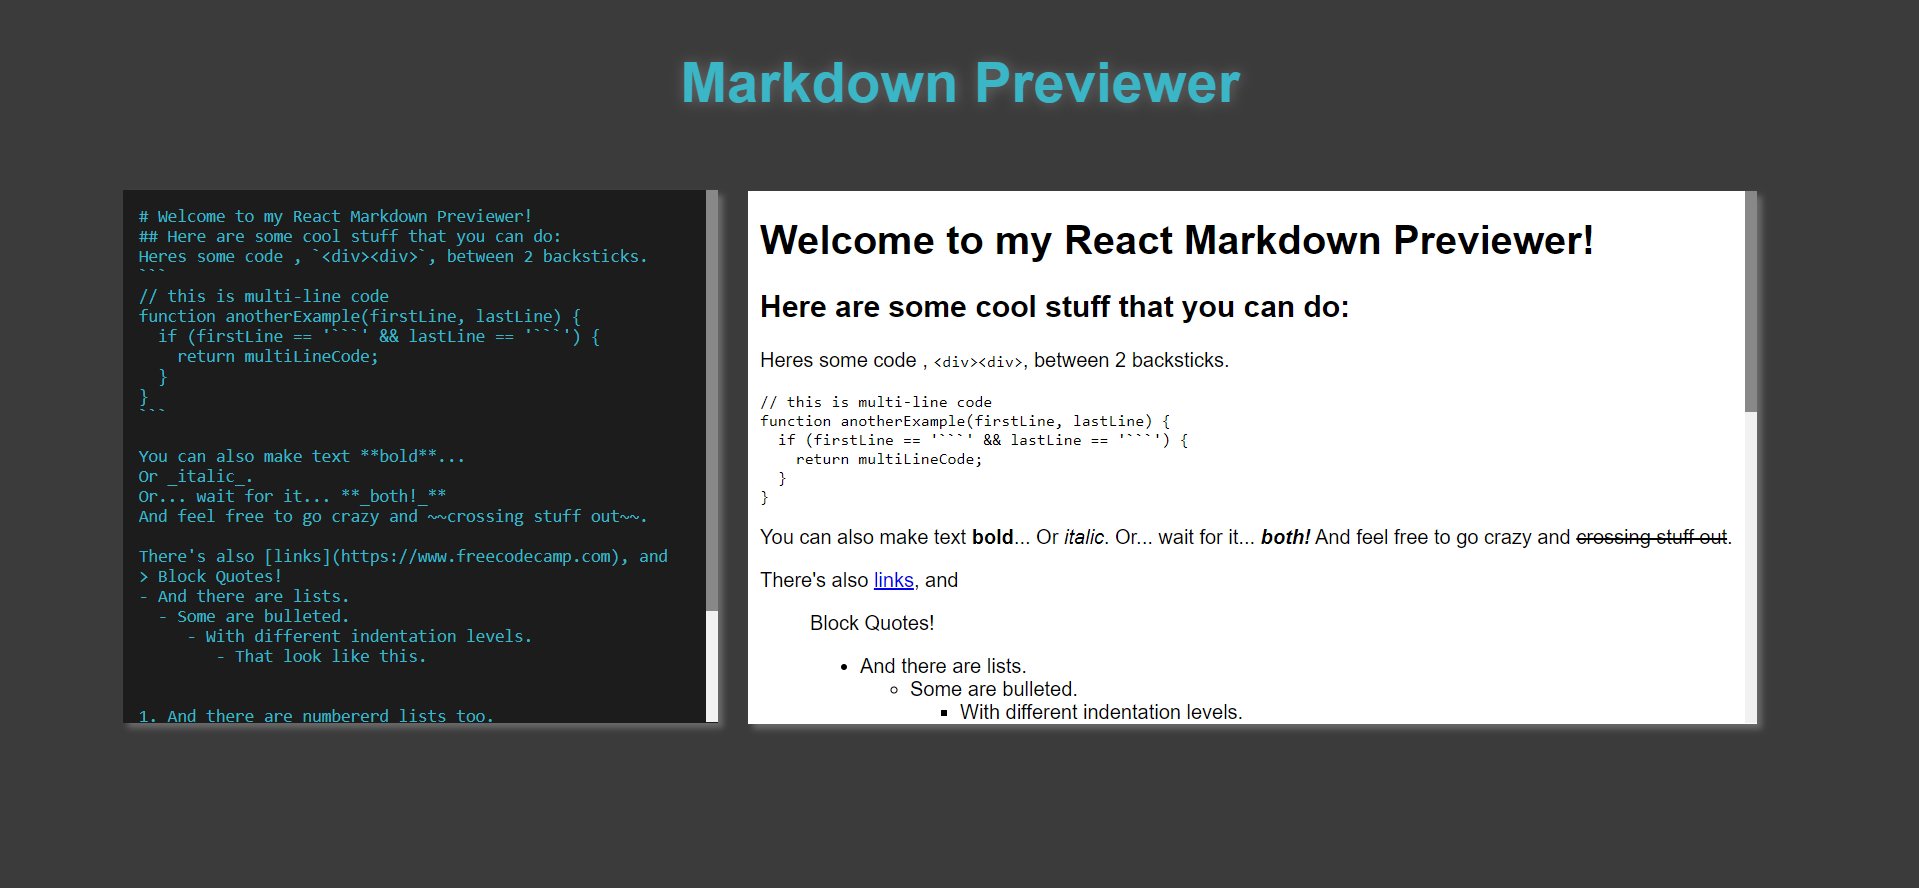 Markdown Previewer
# Welcome to my React Markdown Previewer!
## Here are some cool stuff that you can do:
Heres some code , `<div><div>`, between 2 backsticks.
```
// this is multi-line code
function anotherExample(firstLine, lastLine) {
  if (firstLine == '```' && lastLine == '```') {
    return multiLineCode;
  }
}
```
You can also make text **bold**...
Or _italic_.
Or... wait for it... **_both!_**
And feel free to go crazy and ~~crossing stuff out~~.
There's also [links](https://www.freecodecamp.com), and
> Block Quotes!
- And there are lists.
  - Some are bulleted.
     - With different indentation levels.
        - That look like this.
1. And there are numbererd lists too.
Welcome to my React Markdown Previewer!
Here are some cool stuff that you can do:
Heres some code , <div><div>, between 2 backsticks.
// this is multi-line code
function anotherExample(firstLine, lastLine) {
  if (firstLine == '```' && lastLine == '```') {
    return multiLineCode;
  }
}
You can also make text bold... Or italic. Or... wait for it... both! And feel free to go crazy and crossing stuff out.
There's also links, and
Block Quotes!
• And there are lists.
◦ Some are bulleted.
▪ With different indentation levels.